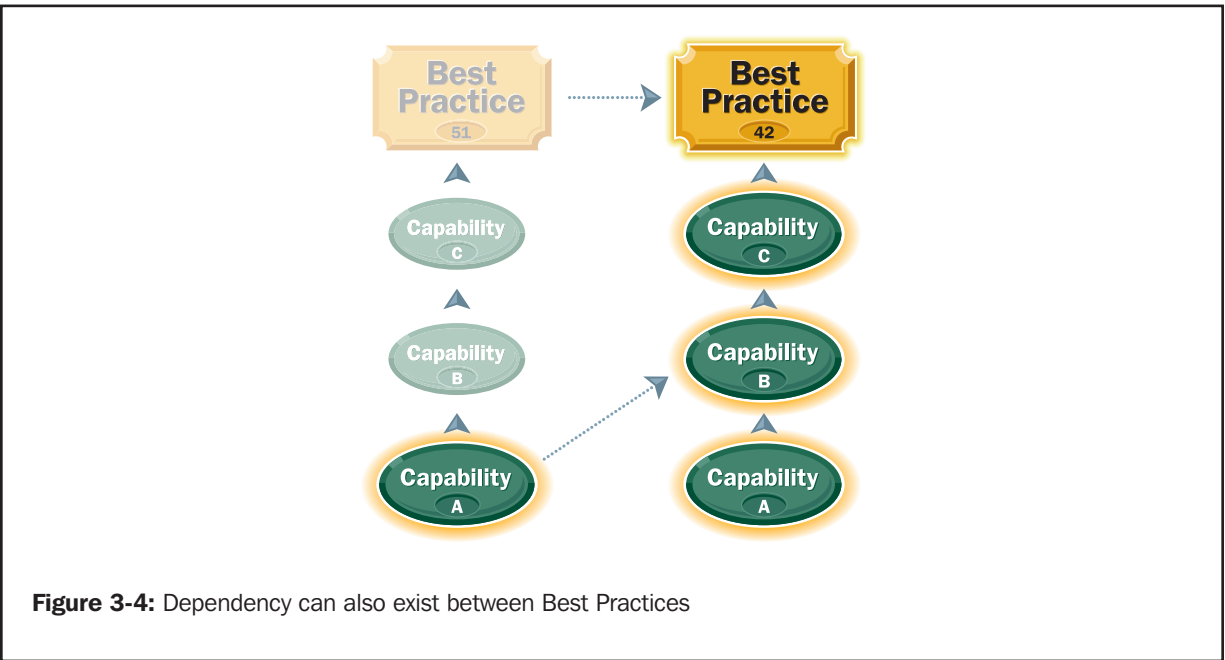 Best
Practice
51
Best
Practice
42
Capability
C
Capability
C
Capability
B
Capability
B
Capability
A
Capability
A
Figure 3-4: Dependency can also exist between Best Practices